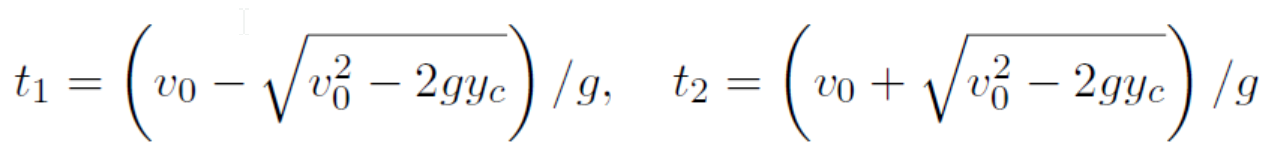 t₁ = (v₀ − √(v₀² − 2gy_c)) /g, t₂ = (v₀ + √(v₀² − 2gy_c)) /g